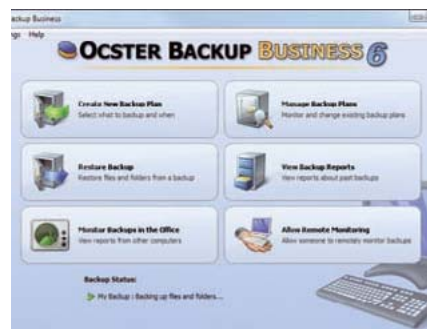 ackup Business
gs Help
OCSTER BACKUP BUSINESS 6
Create New Backup Plan
Select what to backup and when
Manage Backup Plans
Monitor and change existing backup plans
Restore Backup
Restore files and folders from a backup
View Backup Reports
View reports about past backups
Monitor Backups in the Office
View reports from other computers
Allow Remote Monitoring
Allow someone to remotely monitor backups
Backup Status:
My Backup : Backing up files and folders...